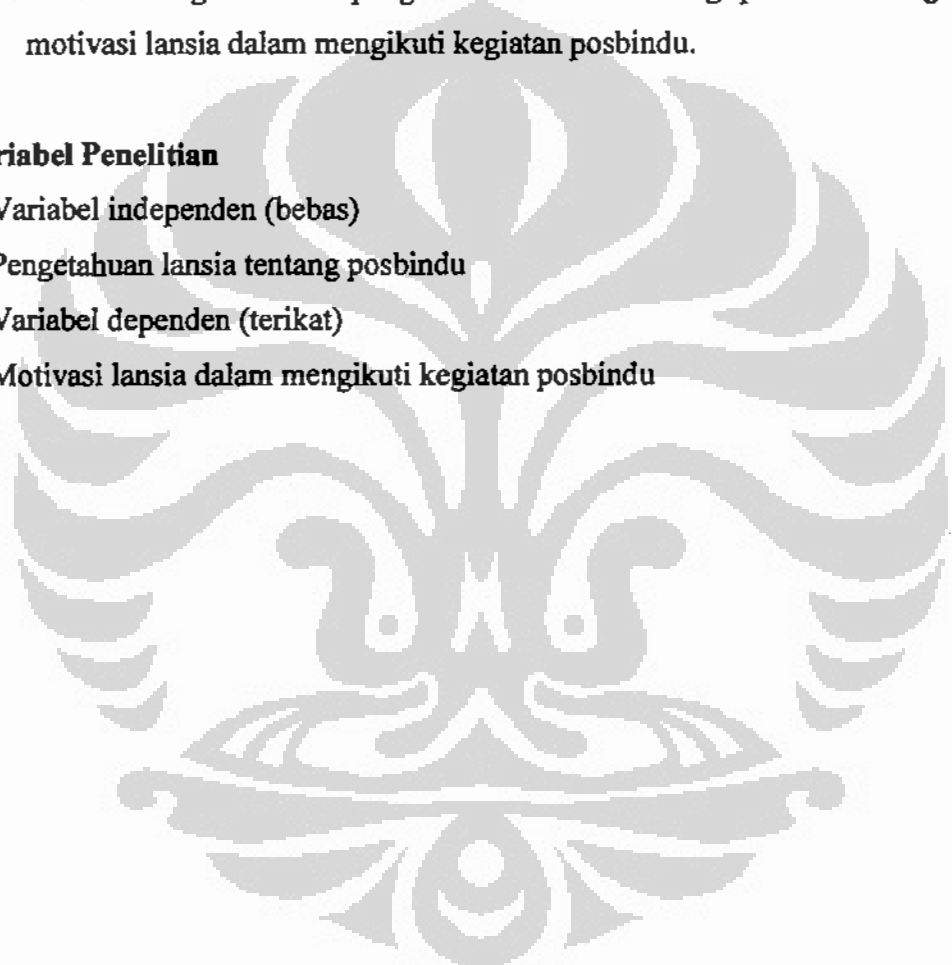 motivasi lansia dalam mengikuti kegiatan posbindu.
riabel Penelitian
Variabel independen (bebas)
Pengetahuan lansia tentang posbindu
Variabel dependen (terikat)
Motivasi lansia dalam mengikuti kegiatan posbindu